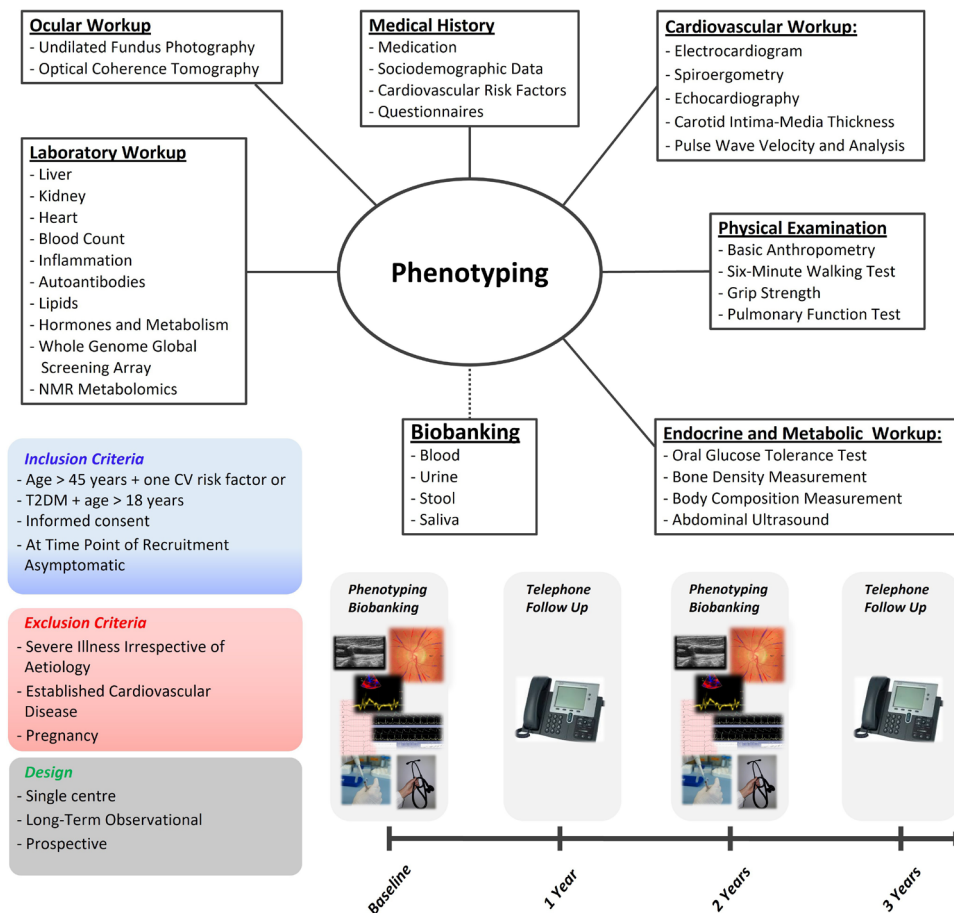 Ocular Workup
- Undilated Fundus Photography
- Optical Coherence Tomography
Medical History
- Medication
- Sociodemographic Data
- Cardiovascular Risk Factors
- Questionnaires
Cardiovascular Workup:
- Electrocardiogram
- Spiroergometry
- Echocardiography
- Carotid Intima-Media Thickness
- Pulse Wave Velocity and Analysis
Laboratory Workup
- Liver
- Kidney
- Heart
- Blood Count
- Inflammation
- Autoantibodies
- Lipids
- Hormones and Metabolism
- Whole Genome Global
Screening Array
- NMR Metabolomics
Phenotyping
Physical Examination
- Basic Anthropometry
- Six-Minute Walking Test
- Grip Strength
- Pulmonary Function Test
Biobanking
- Blood
- Urine
- Stool
- Saliva
Endocrine and Metabolic Workup:
- Oral Glucose Tolerance Test
- Bone Density Measurement
- Body Composition Measurement
- Abdominal Ultrasound
Inclusion Criteria
- Age > 45 years + one CV risk factor or
- T2DM + age > 18 years
- Informed consent
- At Time Point of Recruitment
Asymptomatic
Exclusion Criteria
- Severe Illness Irrespective of
Aetiology
- Established Cardiovascular
Disease
- Pregnancy
Design
- Single centre
- Long-Term Observational
- Prospective
Phenotyping
Biobanking
Telephone
Follow Up
Phenotyping
Biobanking
Telephone
Follow Up
Baseline
1 Year
2 Years
3 Years